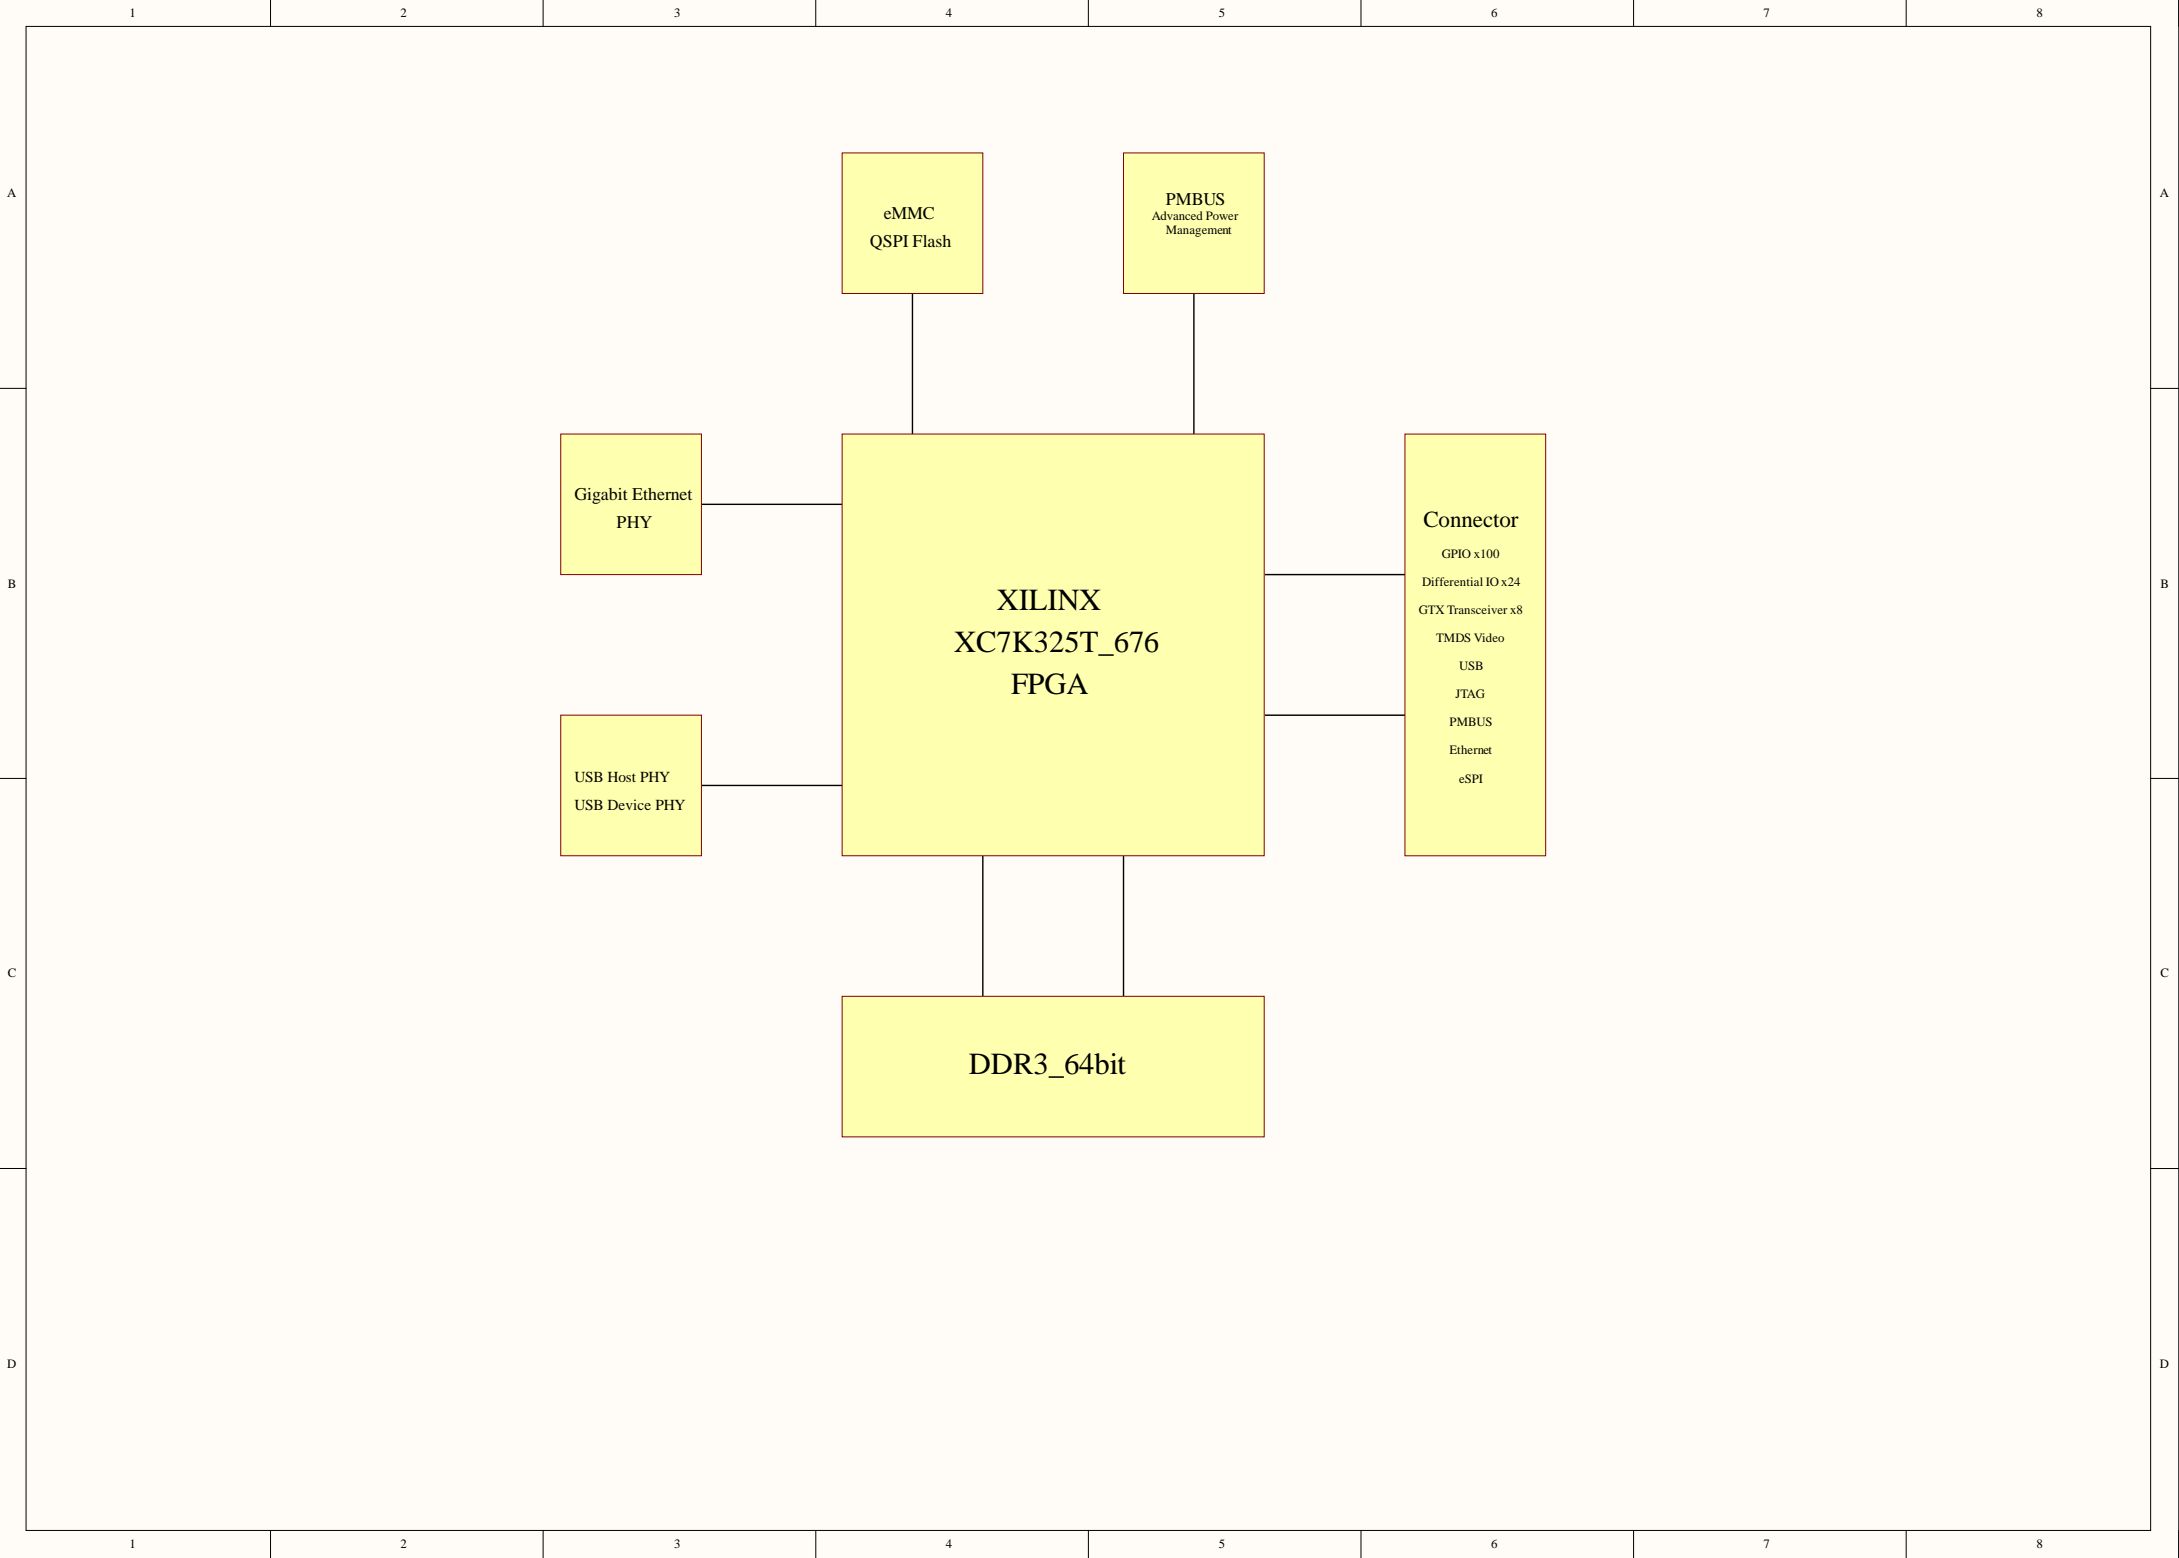 1 2 3 4 5 6 7 8
A A
eMMC
QSPI Flash
PMBUS
Advanced Power
Management
B B
Gigabit Ethernet
PHY
USB Host PHY
USB Device PHY
XILINX
XC7K325T_676
FPGA
Connector
GPIO x100
Differential IO x24
GTX Transceiver x8
TMDS Video
USB
JTAG
PMBUS
Ethernet
eSPI
C C
DDR3_64bit
D D
1 2 3 4 5 6 7 8